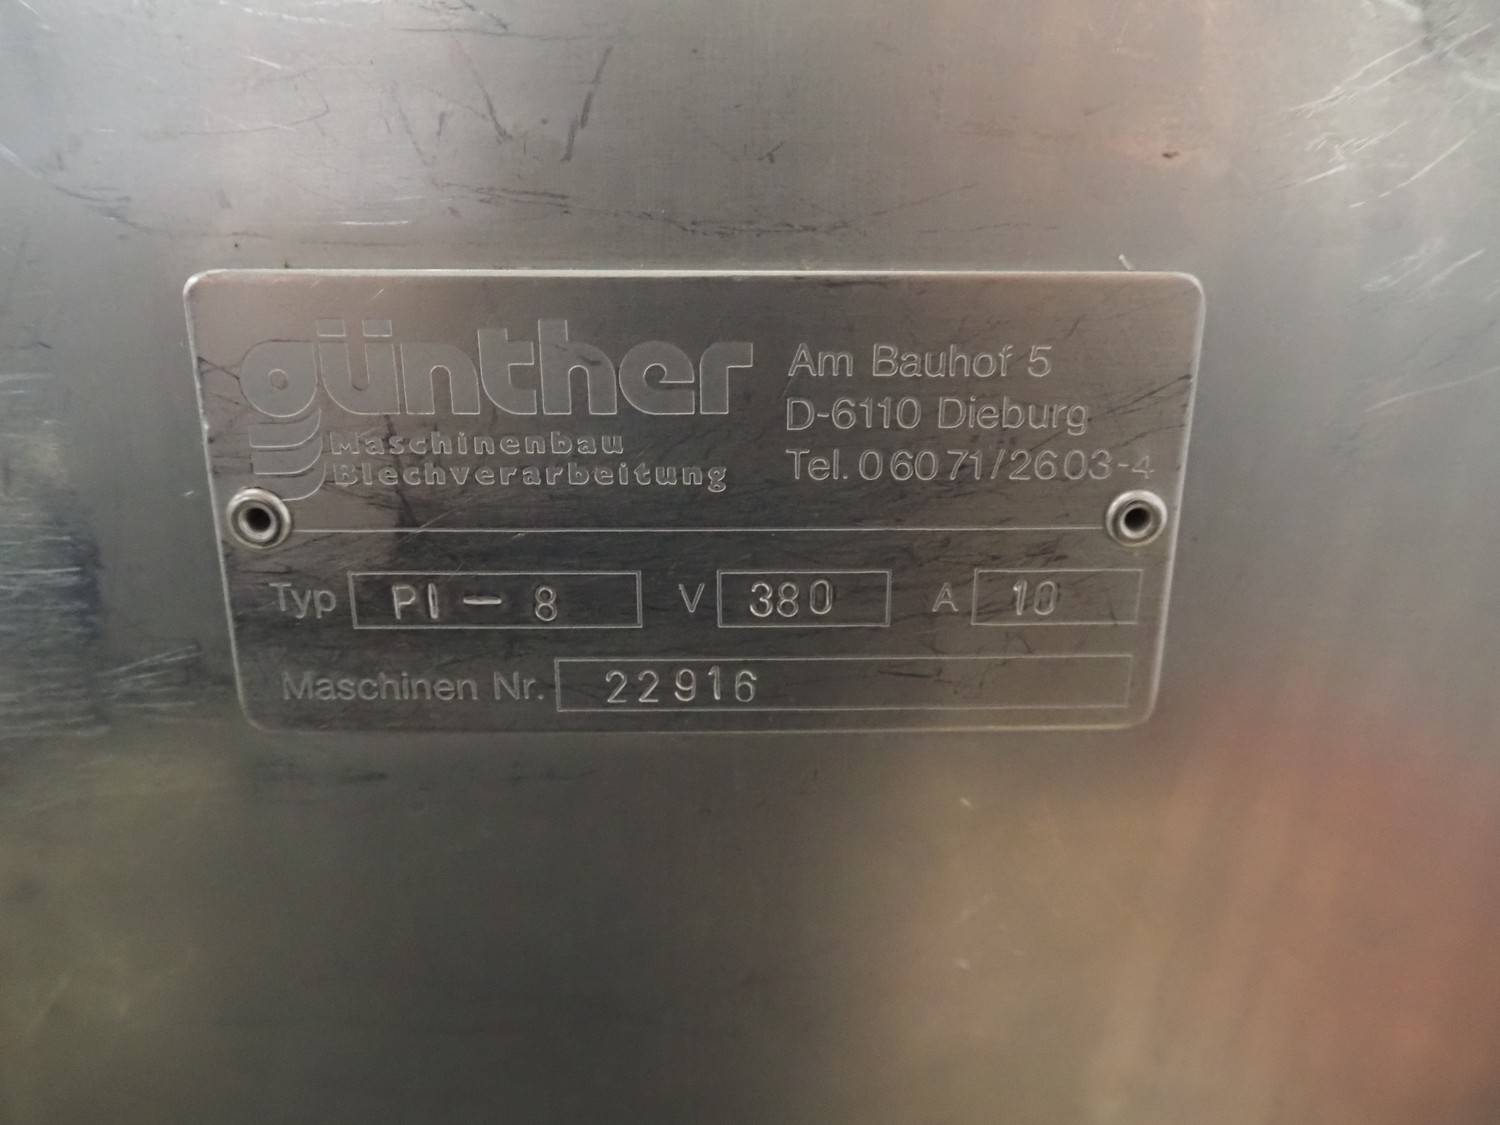 günther
Maschinenbau
Blechverarbeitung
Am Bauhof 5
D-6110 Dieburg
Tel. 06071/2603-4
Typ PI - 8 V 380 A 10
Maschinen Nr. 22916